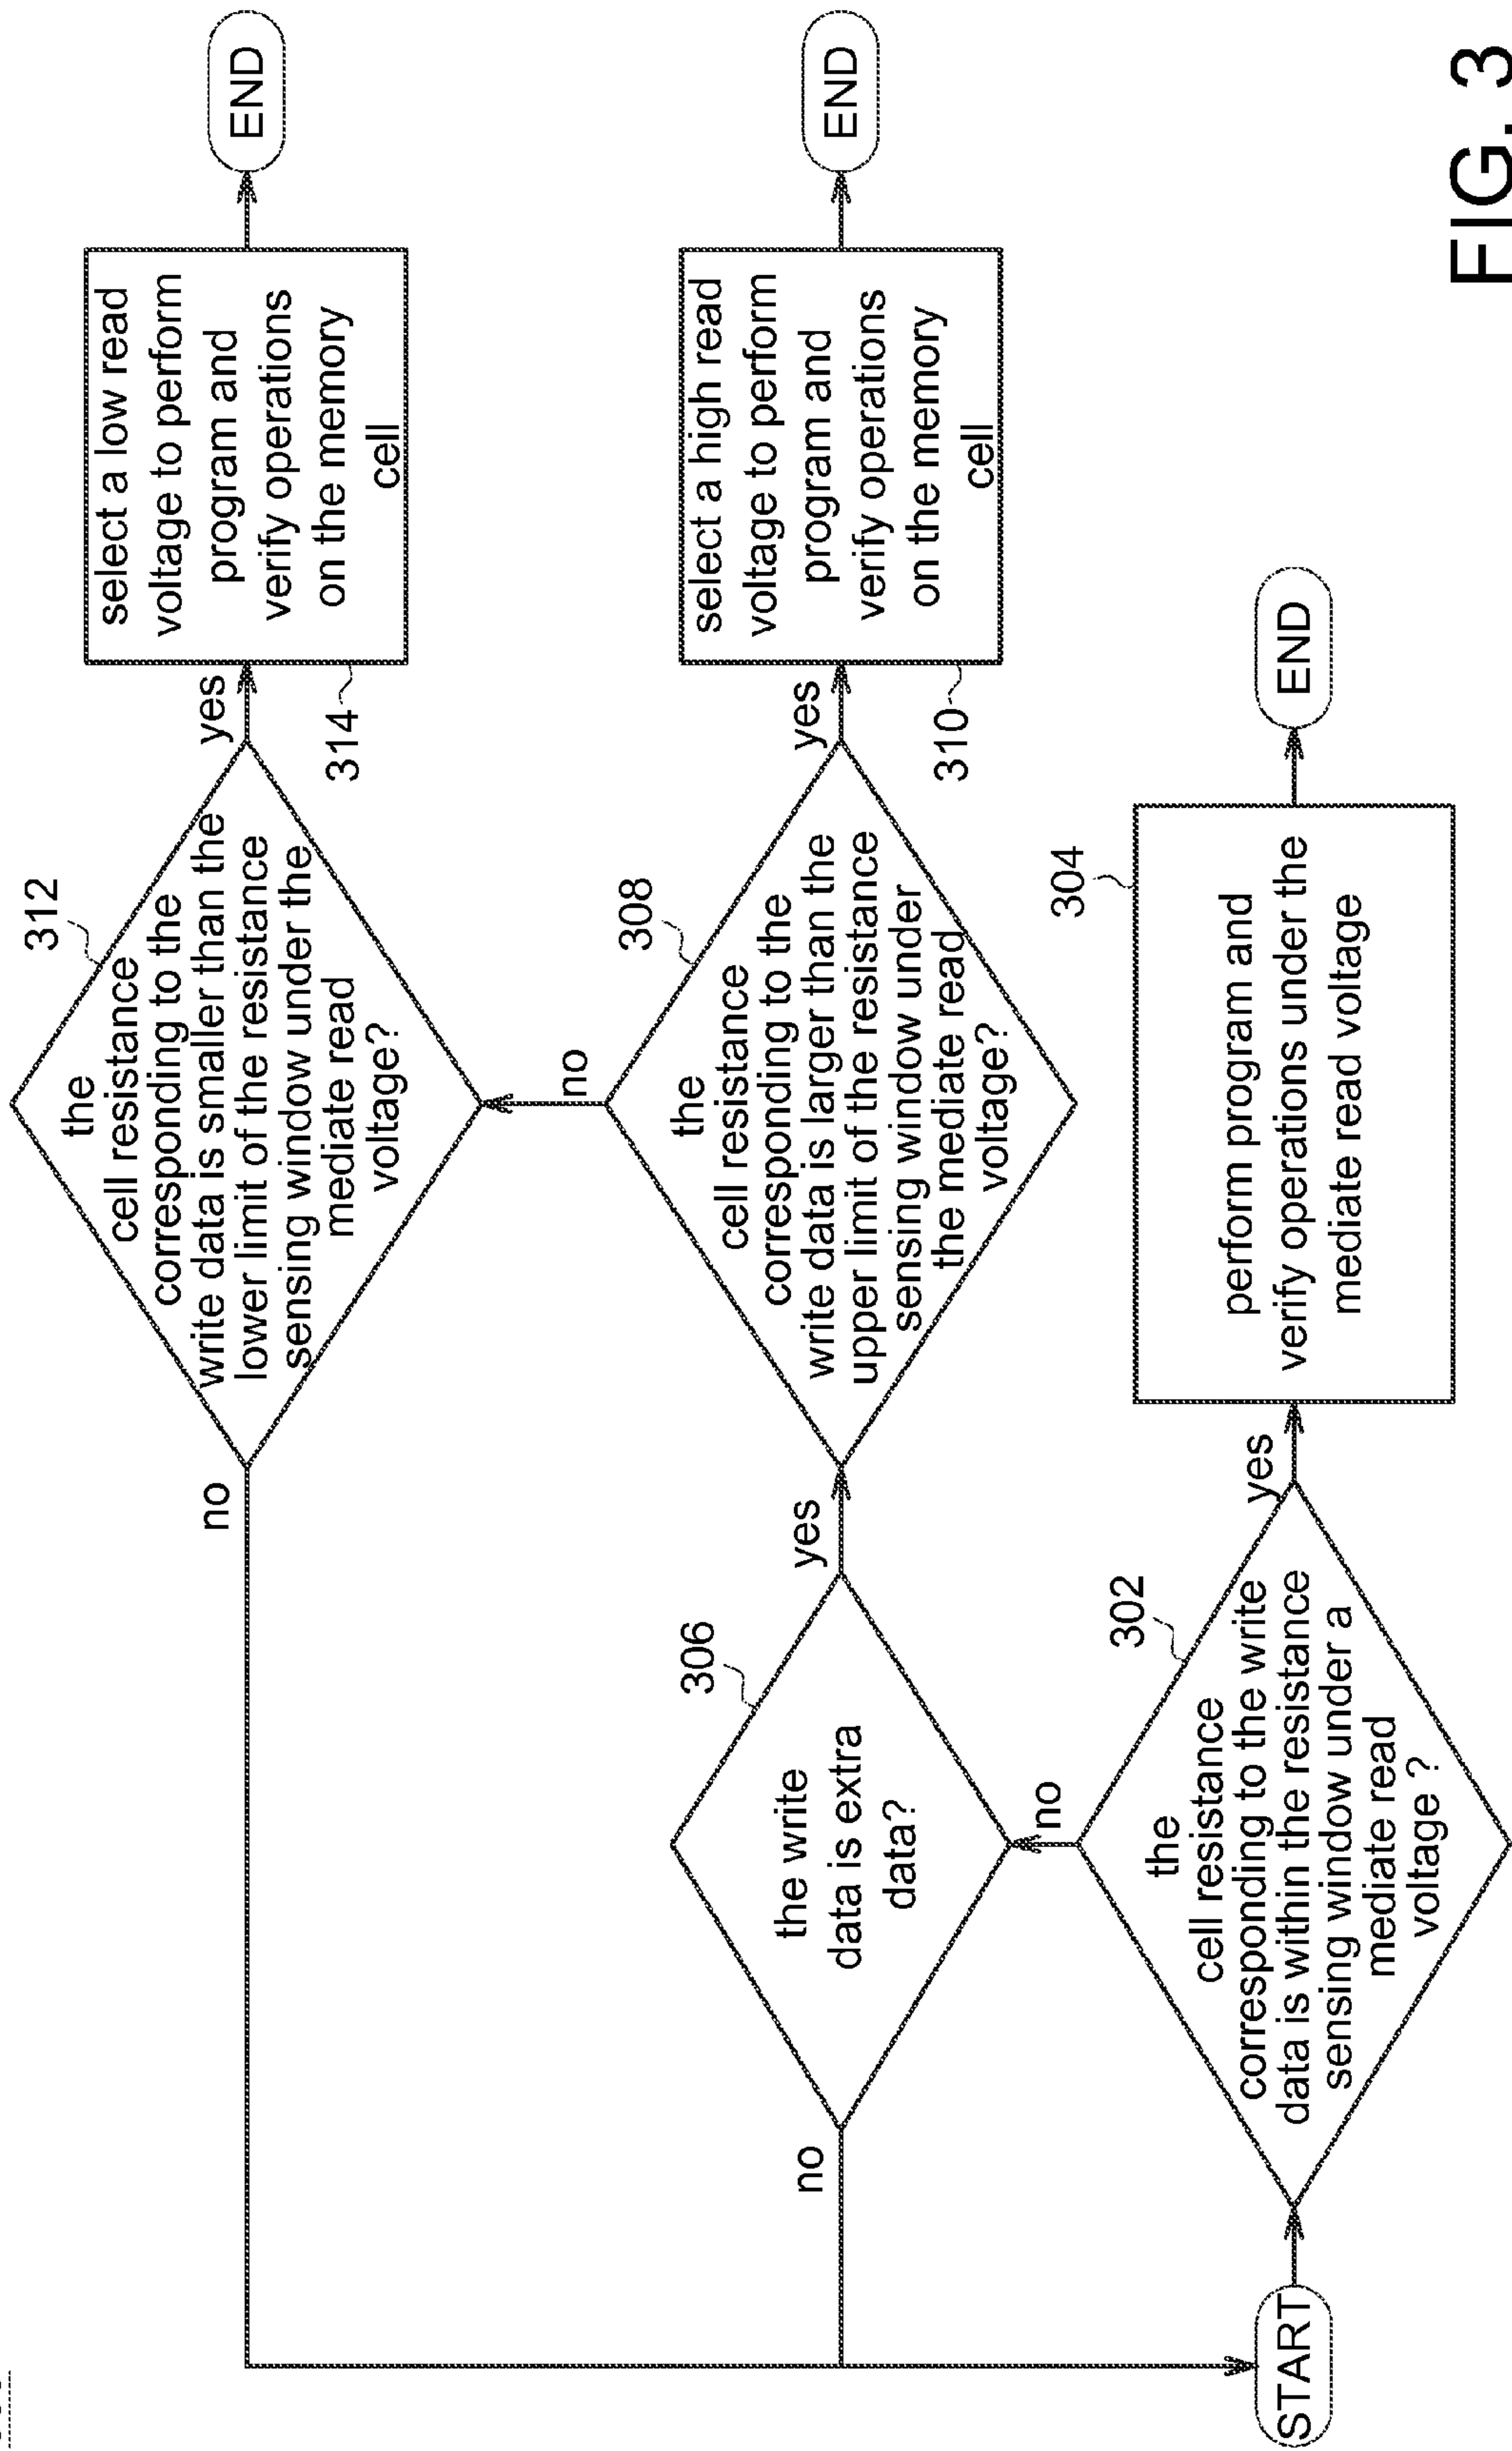 START
302
the
cell resistance
corresponding to the write
data is within the resistance
sensing window under a
mediate read
voltage ?
yes
no
304
perform program and
verify operations under the
mediate read voltage
END
306
the write
data is extra
data?
yes
no
308
the
cell resistance
corresponding to the
write data is larger than the
upper limit of the resistance
sensing window under
the mediate read
voltage?
yes
no
310
select a high read
voltage to perform
program and
verify operations
on the memory
cell
END
312
the
cell resistance
corresponding to the
write data is smaller than the
lower limit of the resistance
sensing window under the
mediate read
voltage?
yes
no
314
select a low read
voltage to perform
program and
verify operations
on the memory
cell
END
FIG. 3